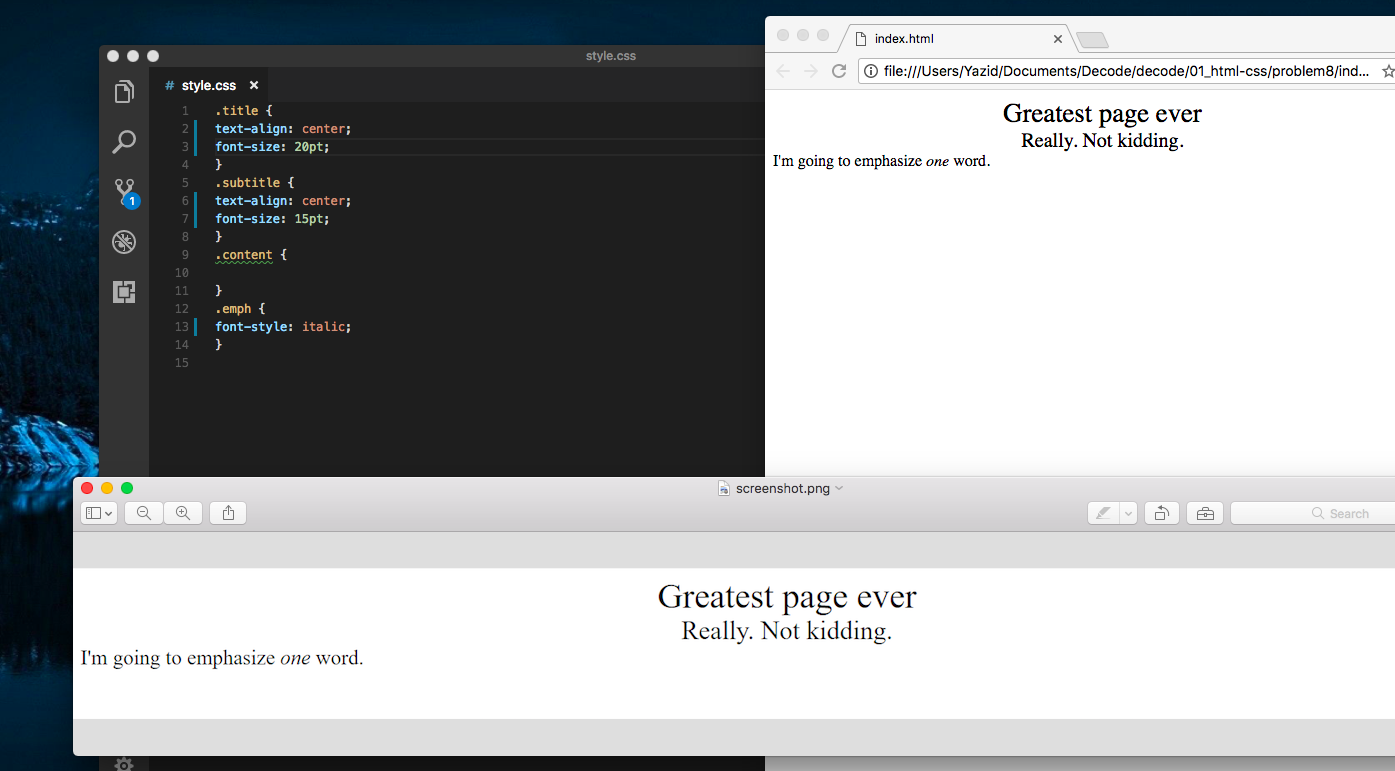 style.css
# style.css ×
1 .title {
2 text-align: center;
3 font-size: 20pt;
4 }
5 .subtitle {
6 text-align: center;
7 font-size: 15pt;
8 }
9 .content {
10
11 }
12 .emph {
13 font-style: italic;
14 }
15
1
index.html ×
file:///Users/Yazid/Documents/Decode/decode/01_html-css/problem8/ind...
Greatest page ever
Really. Not kidding.
I'm going to emphasize one word.
screenshot.png
Search
Greatest page ever
Really. Not kidding.
I'm going to emphasize one word.